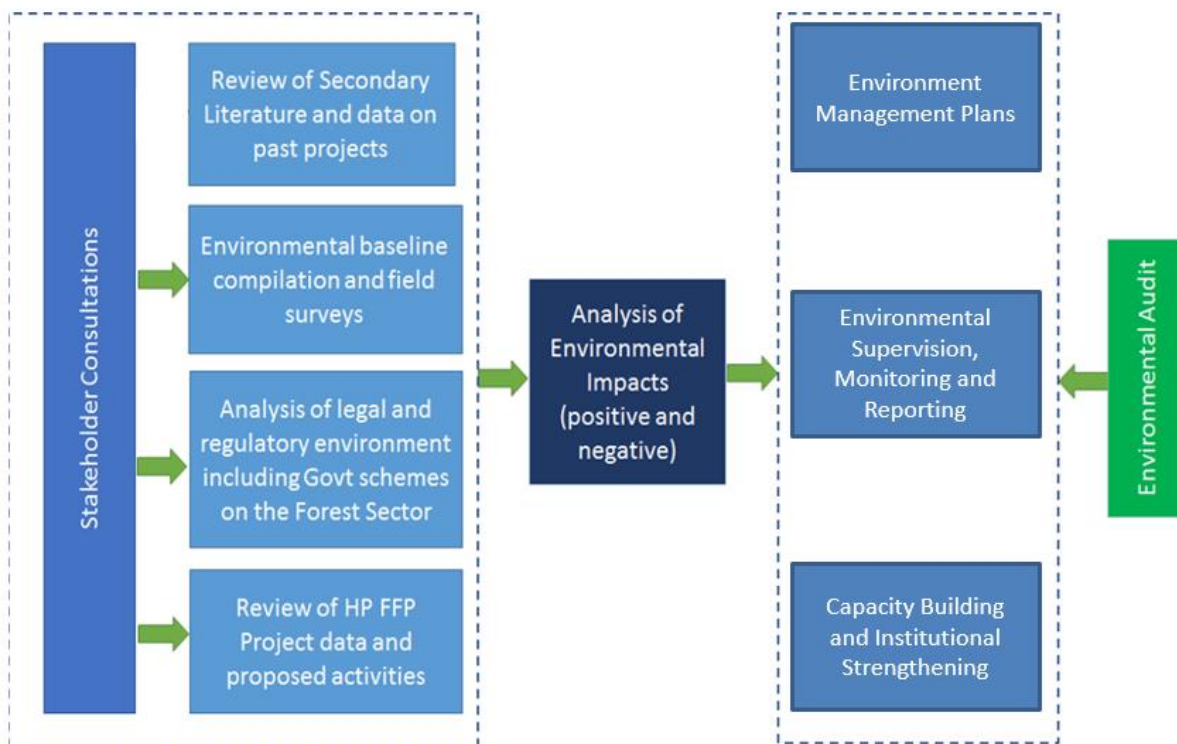 Stakeholder Consultations
Review of Secondary
Literature and data on
past projects
Environmental baseline
compilation and field
surveys
Analysis of legal and
regulatory environment
including Govt schemes
on the Forest Sector
Review of HP FFP
Project data and
proposed activities
Analysis of
Environmental
Impacts
(positive and
negative)
Environment
Management Plans
Environmental
Supervision,
Monitoring and
Reporting
Capacity Building
and Institutional
Strengthening
Environmental Audit